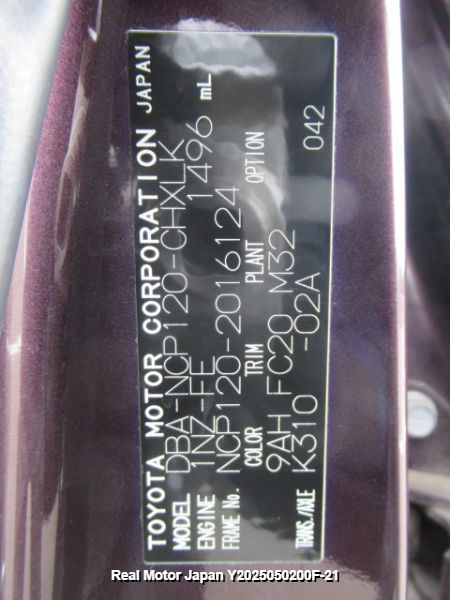 TOYOTA MOTOR CORPORATION JAPAN
MODEL DBA-NCP120-CHXLK
ENGINE 1NZ-FE 1496 mL
FRAME No. NCP120-2016124
COLOR TRIM PLANT OPTION
9AH FC20 M32
TRANS./AXLE K310 -02A 042
Real Motor Japan Y2025050200F-21